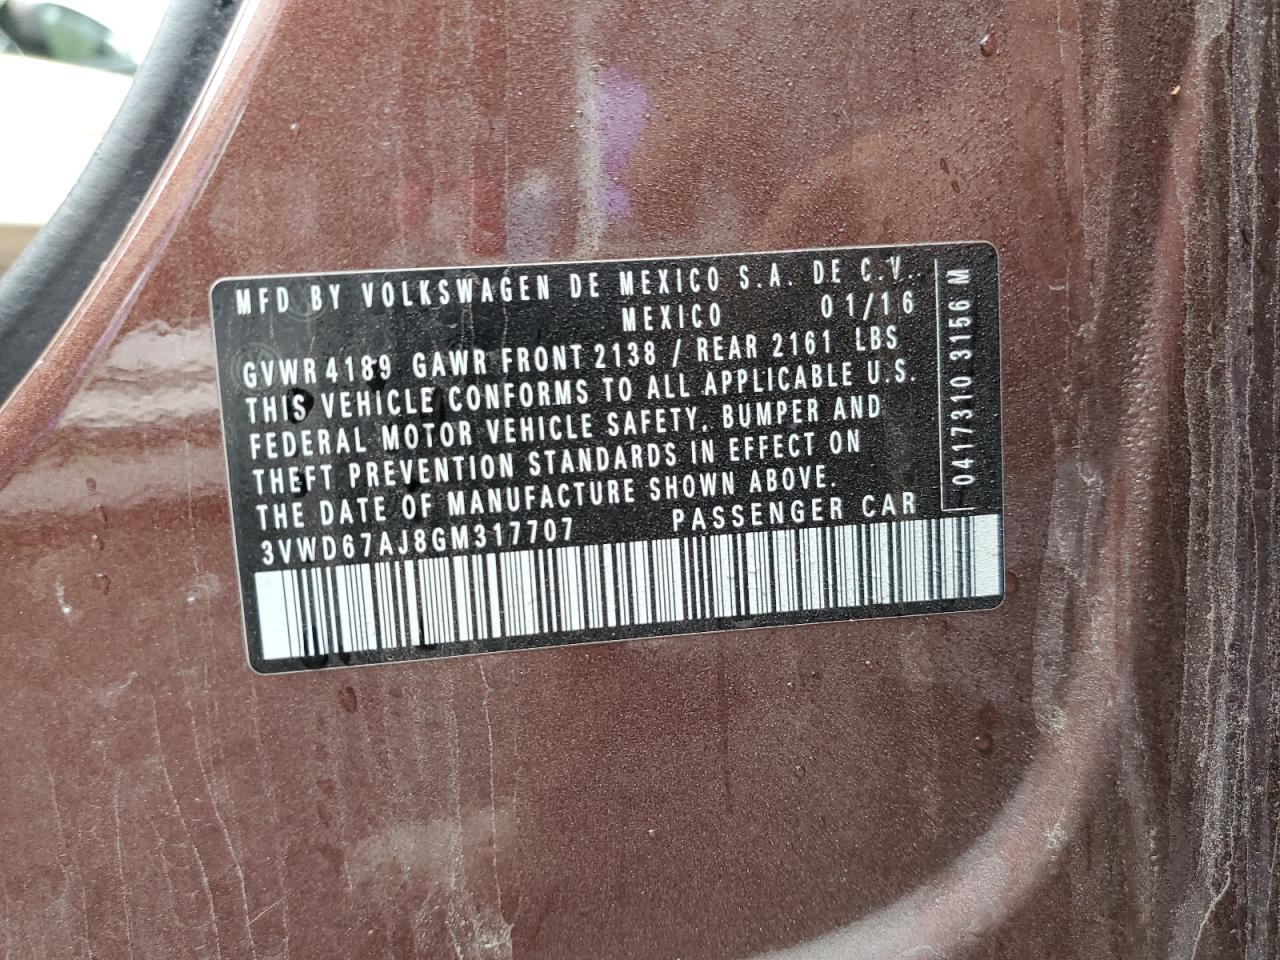 MFD BY VOLKSWAGEN DE MEXICO S.A. DE C.V.
MEXICO 01/16
GVWR 4189 GAWR FRONT 2138 / REAR 2161 LBS
THIS VEHICLE CONFORMS TO ALL APPLICABLE U.S.
FEDERAL MOTOR VEHICLE SAFETY, BUMPER AND
THEFT PREVENTION STANDARDS IN EFFECT ON
THE DATE OF MANUFACTURE SHOWN ABOVE.
3VWD67AJ8GM317707 PASSENGER CAR
0417310 3156 M